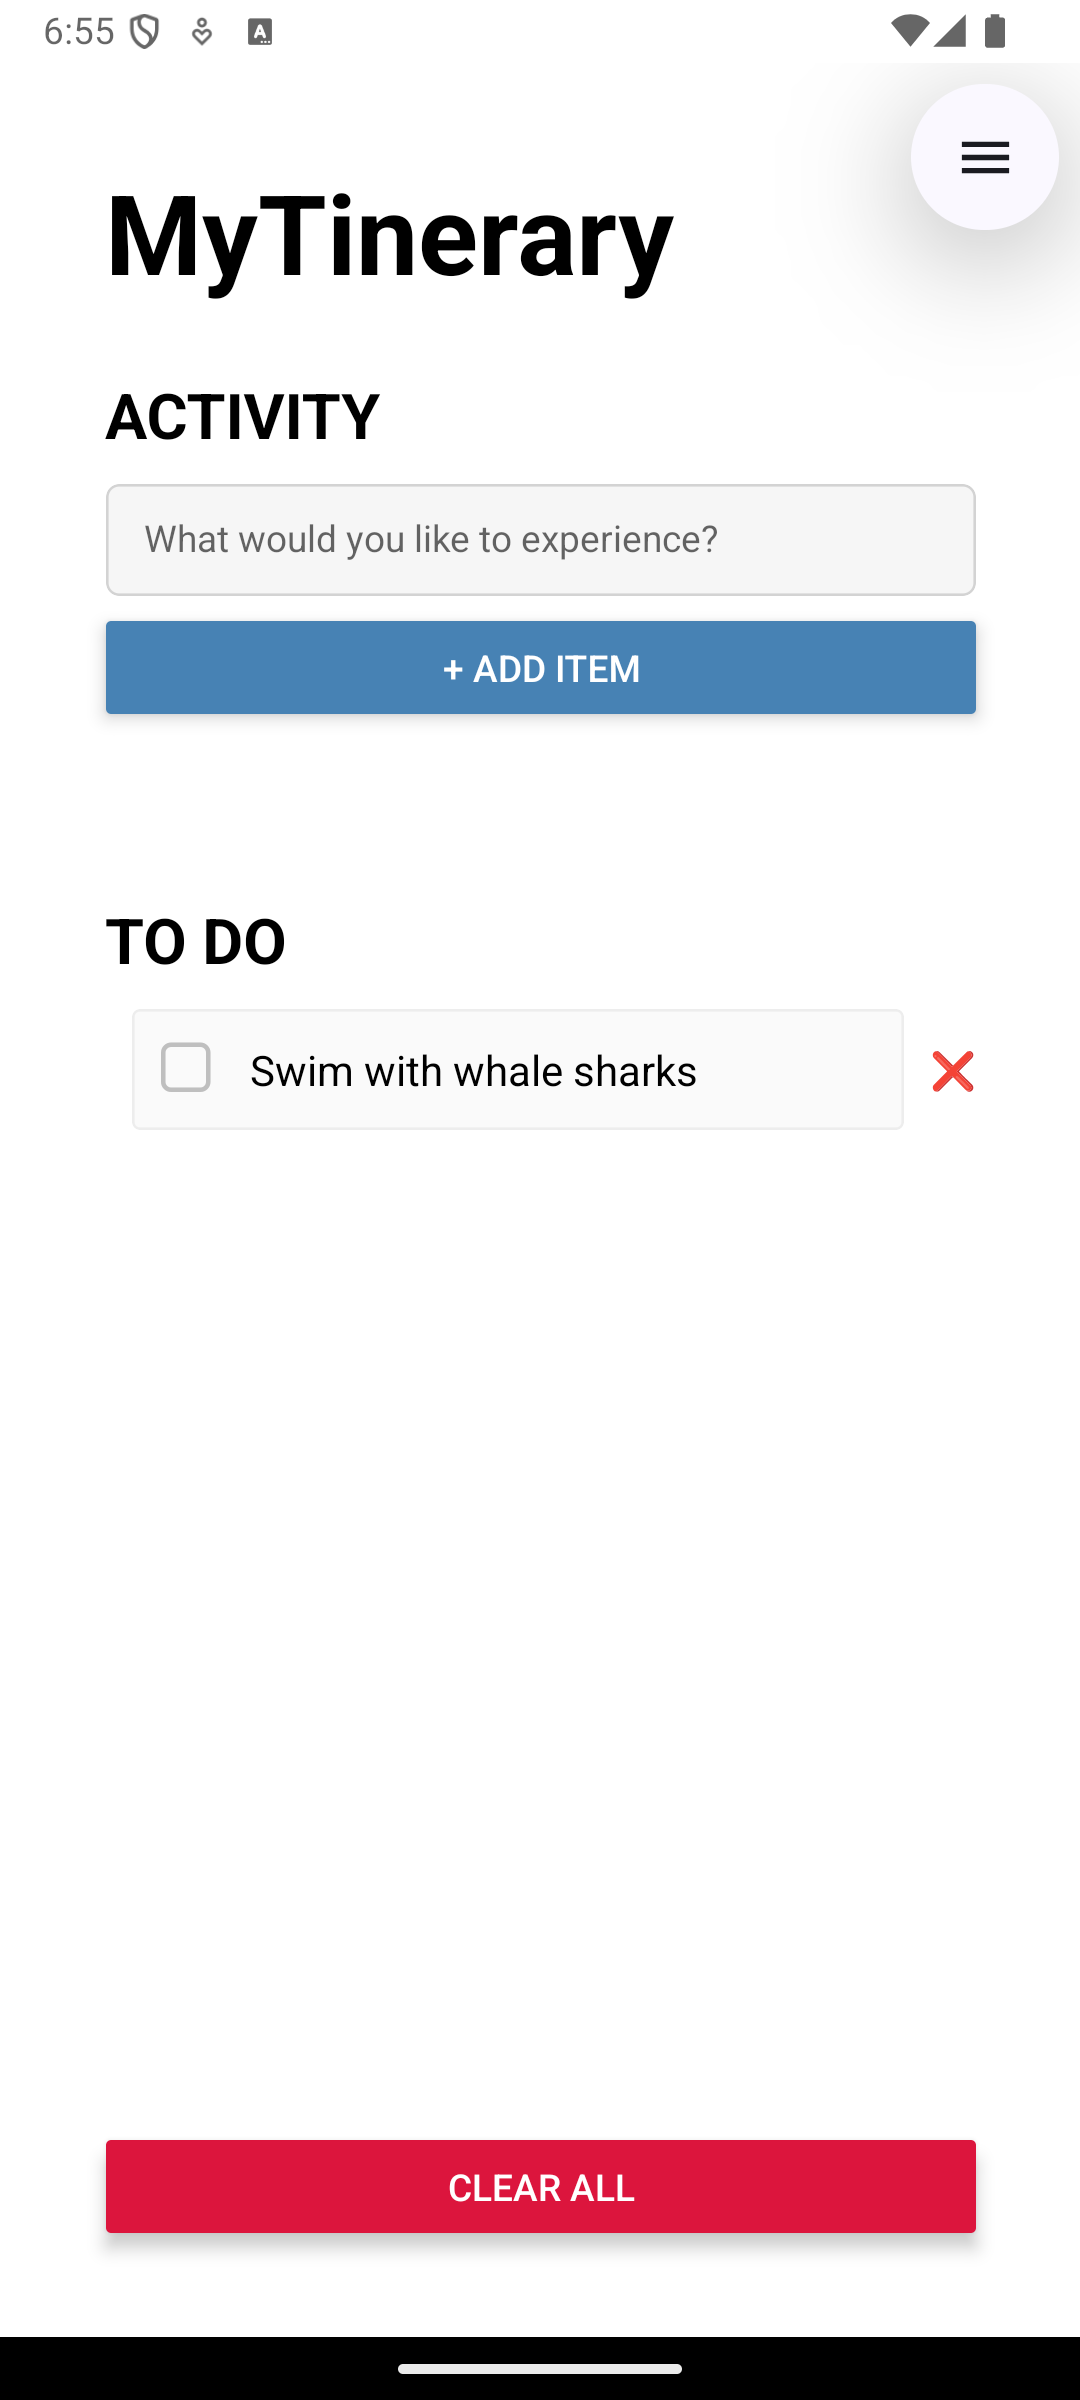 6:55
MyTinerary
ACTIVITY
What would you like to experience?
+ ADD ITEM
TO DO
Swim with whale sharks
CLEAR ALL